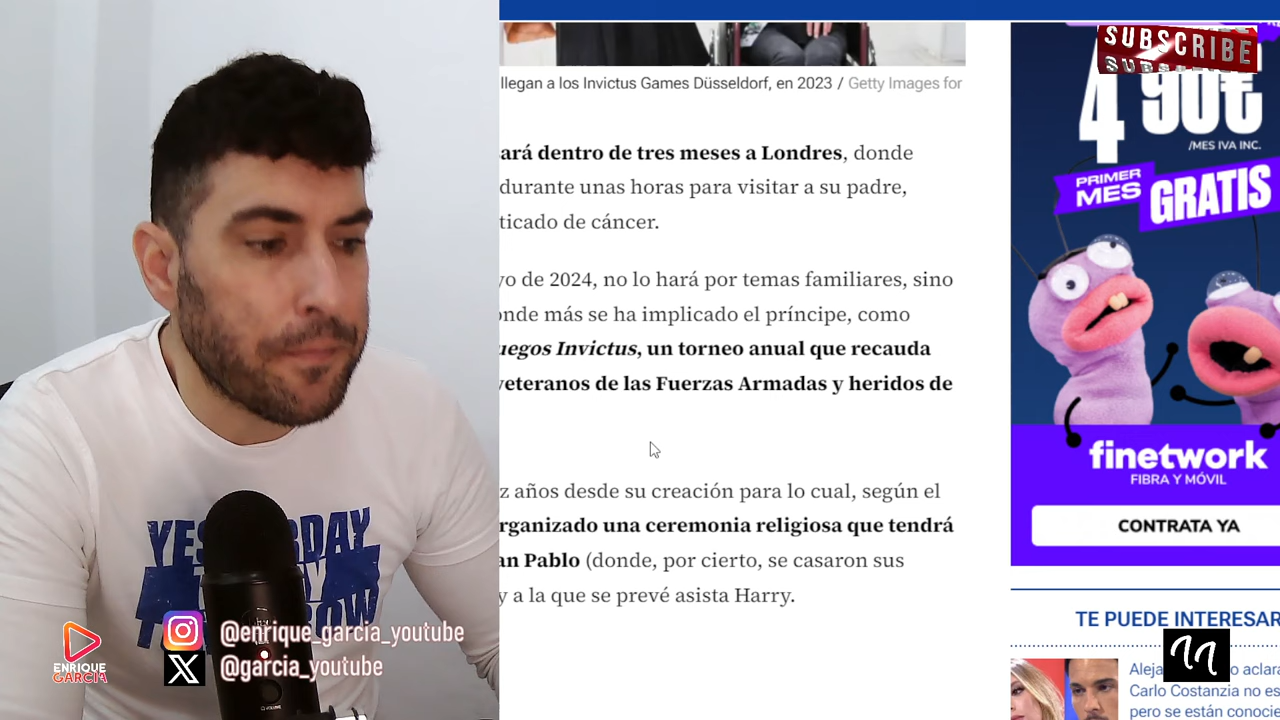 llegan a los Invictus Games Düsseldorf, en 2023 / Getty Images for
ará dentro de tres meses a Londres, donde
durante unas horas para visitar a su padre,
ticado de cáncer.
yo de 2024, no lo hará por temas familiares, sino
onde más se ha implicado el príncipe, como
uegos Invictus, un torneo anual que recauda
veteranos de las Fuerzas Armadas y heridos de
z años desde su creación para lo cual, según el
rganizado una ceremonia religiosa que tendrá
an Pablo (donde, por cierto, se casaron sus
y a la que se prevé asista Harry.
SUBSCRIBE
4 90€
/MES IVA INC.
PRIMER
MES GRATIS
finetwork
FIBRA Y MÓVIL
CONTRATA YA
TE PUEDE INTERESAR
Aleja o aclara
Carlo Costanzia no es
pero se están conocie
YESTERDAY
@enrique_garcia_youtube
@garcia_youtube
ENRIQUE
GARCIA